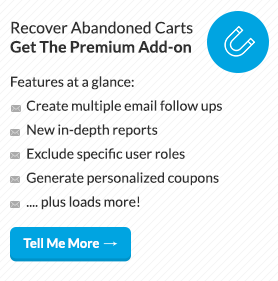 Recover Abandoned Carts
Get The Premium Add-on
Features at a glance:
Create multiple email follow ups
New in-depth reports
Exclude specific user roles
Generate personalized coupons
.... plus loads more!
Tell Me More →